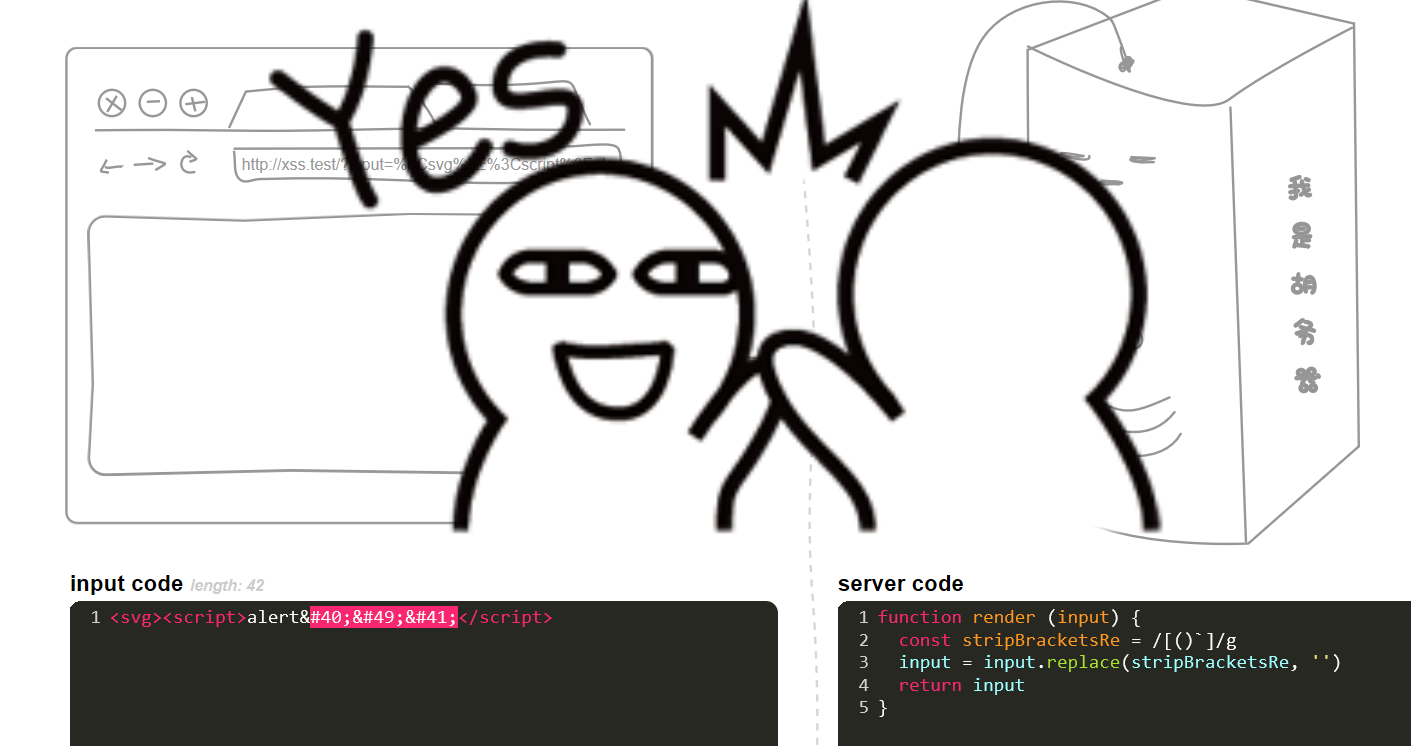 Yes
http://xss.test/?input=%3Csvg%3E%3Cscript%3E
我
是
胡
务
器
input code length: 42
1 <svg><script>alert&#40;&#49;&#41;</script>
server code
1 function render (input) {
2 const stripBracketsRe = /[()`]/g
3 input = input.replace(stripBracketsRe, '')
4 return input
5 }